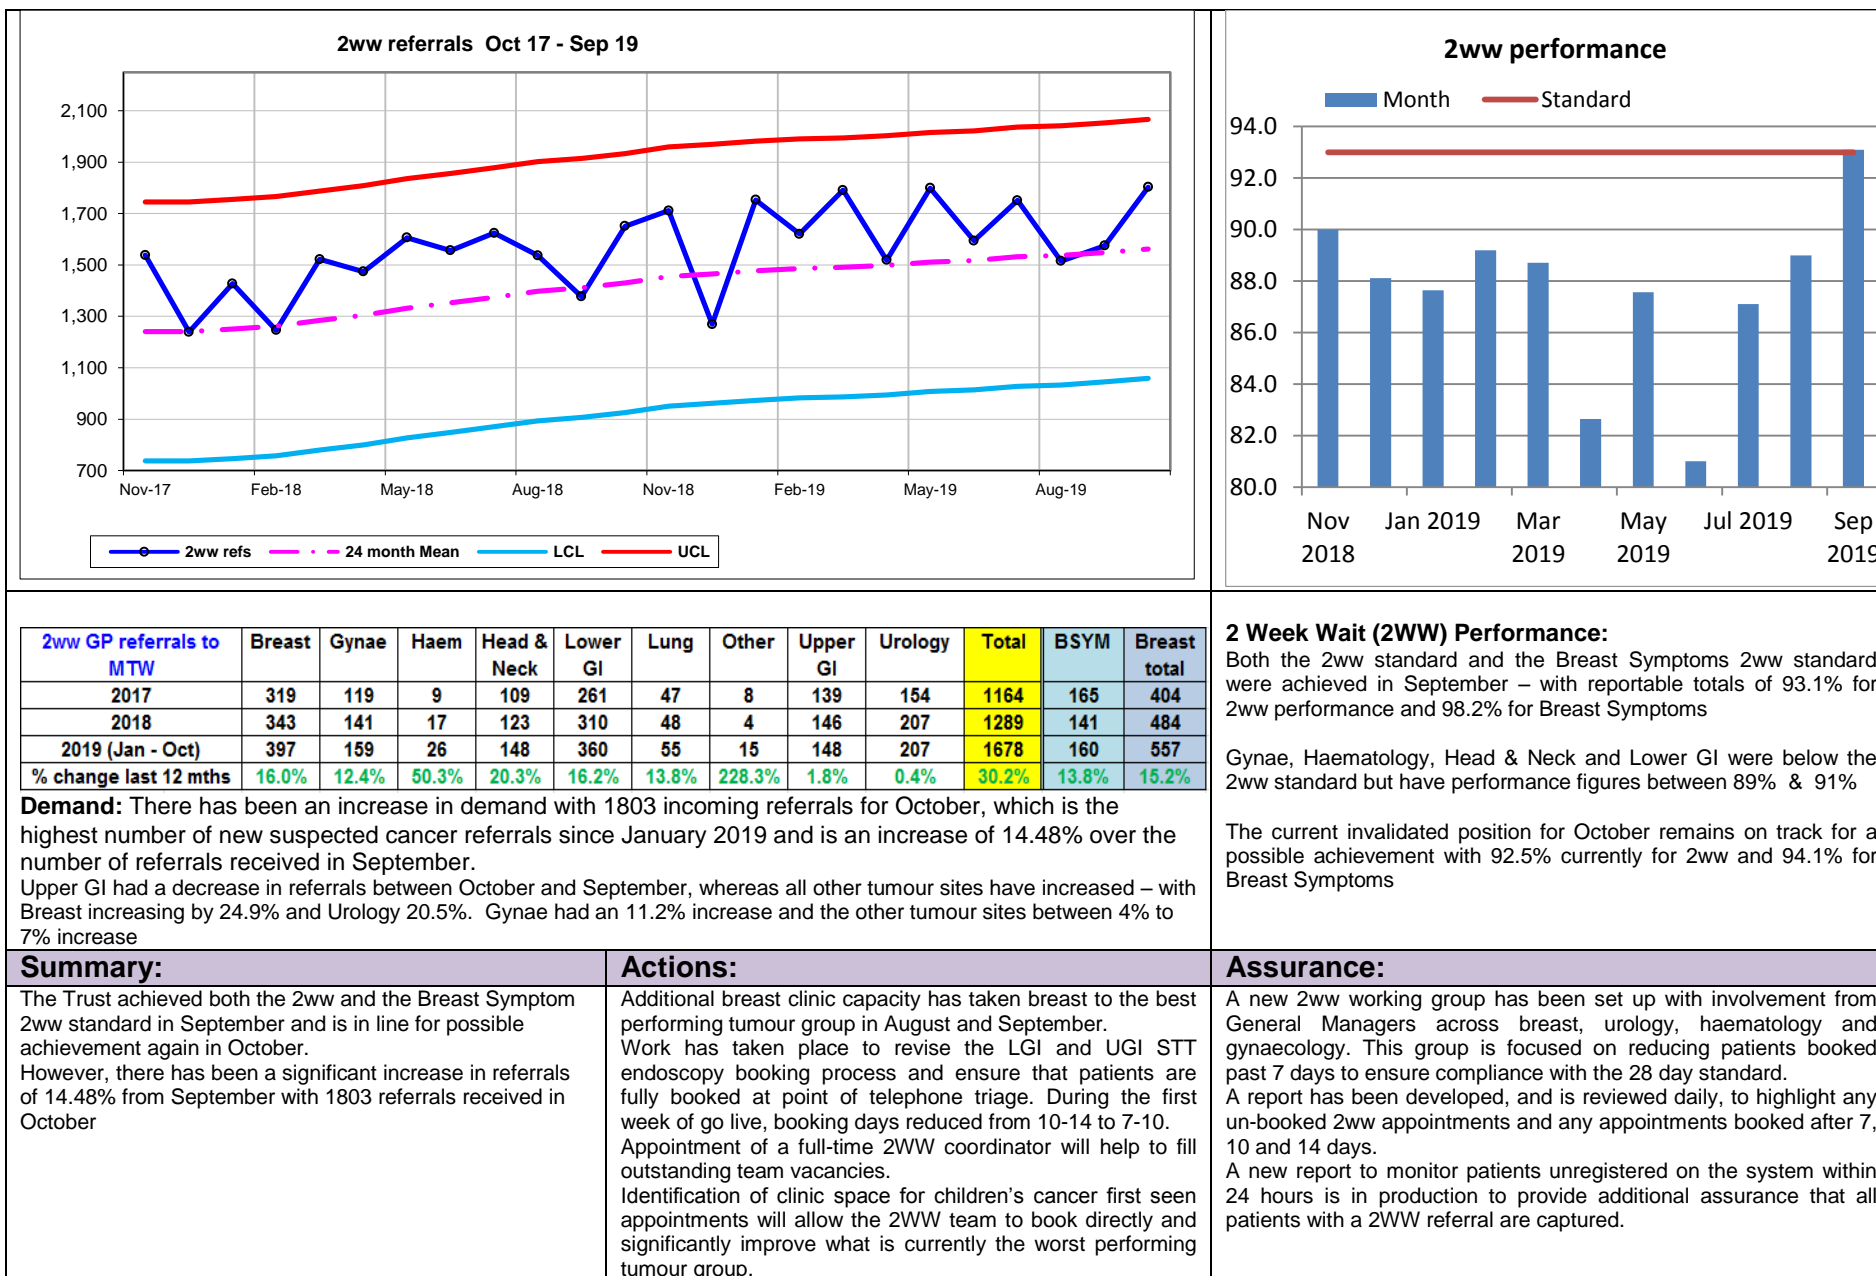 2ww referrals  Oct 17 - Sep 19
2,100
1,900
1,700
1,500
1,300
1,100
900
700
Nov-17 Feb-18 May-18 Aug-18 Nov-18 Feb-19 May-19 Aug-19
2ww refs 24 month Mean LCL UCL
2ww performance
Month Standard
94.0
92.0
90.0
88.0
86.0
84.0
82.0
80.0
Nov 2018 Jan 2019 Mar 2019 May 2019 Jul 2019 Sep 2019
2ww GP referrals to MTW Breast Gynae Haem Head & Neck Lower GI Lung Other Upper GI Urology Total BSYM Breast total
2017 319 119 9 109 261 47 8 139 154 1164 165 404
2018 343 141 17 123 310 48 4 146 207 1289 141 484
2019 (Jan - Oct) 397 159 26 148 360 55 15 148 207 1678 160 557
% change last 12 mths 16.0% 12.4% 50.3% 20.3% 16.2% 13.8% 228.3% 1.8% 0.4% 30.2% 13.8% 15.2%
Demand: There has been an increase in demand with 1803 incoming referrals for October, which is the
highest number of new suspected cancer referrals since January 2019 and is an increase of 14.48% over the
number of referrals received in September.
Upper GI had a decrease in referrals between October and September, whereas all other tumour sites have increased – with
Breast increasing by 24.9% and Urology 20.5%.  Gynae had an 11.2% increase and the other tumour sites between 4% to
7% increase
2 Week Wait (2WW) Performance:
Both the 2ww standard and the Breast Symptoms 2ww standard
were achieved in September – with reportable totals of 93.1% for
2ww performance and 98.2% for Breast Symptoms
Gynae, Haematology, Head & Neck and Lower GI were below the
2ww standard but have performance figures between 89%  & 91%
The current invalidated position for October remains on track for a
possible achievement with 92.5% currently for 2ww and 94.1% for
Breast Symptoms
Summary:
The Trust achieved both the 2ww and the Breast Symptom
2ww standard in September and is in line for possible
achievement again in October.
However, there has been a significant increase in referrals
of 14.48% from September with 1803 referrals received in
October
Actions:
Additional breast clinic capacity has taken breast to the best
performing tumour group in August and September.
Work has taken place to revise the LGI and UGI STT
endoscopy booking process and ensure that patients are
fully booked at point of telephone triage. During the first
week of go live, booking days reduced from 10-14 to 7-10.
Appointment of a full-time 2WW coordinator will help to fill
outstanding team vacancies.
Identification of clinic space for children’s cancer first seen
appointments will allow the 2WW team to book directly and
significantly improve what is currently the worst performing
tumour group.
Assurance:
A new 2ww working group has been set up with involvement from
General Managers across breast, urology, haematology and
gynaecology. This group is focused on reducing patients booked
past 7 days to ensure compliance with the 28 day standard.
A report has been developed, and is reviewed daily, to highlight any
un-booked 2ww appointments and any appointments booked after 7,
10 and 14 days.
A new report to monitor patients unregistered on the system within
24 hours is in production to provide additional assurance that all
patients with a 2WW referral are captured.